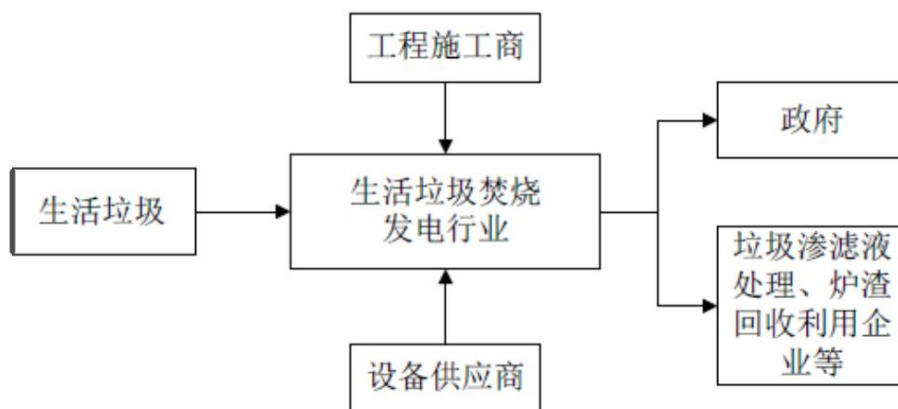 工程施工商
政府
生活垃圾
生活垃圾焚烧
发电行业
垃圾渗滤液
处理、炉渣
回收利用企
业等
设备供应商